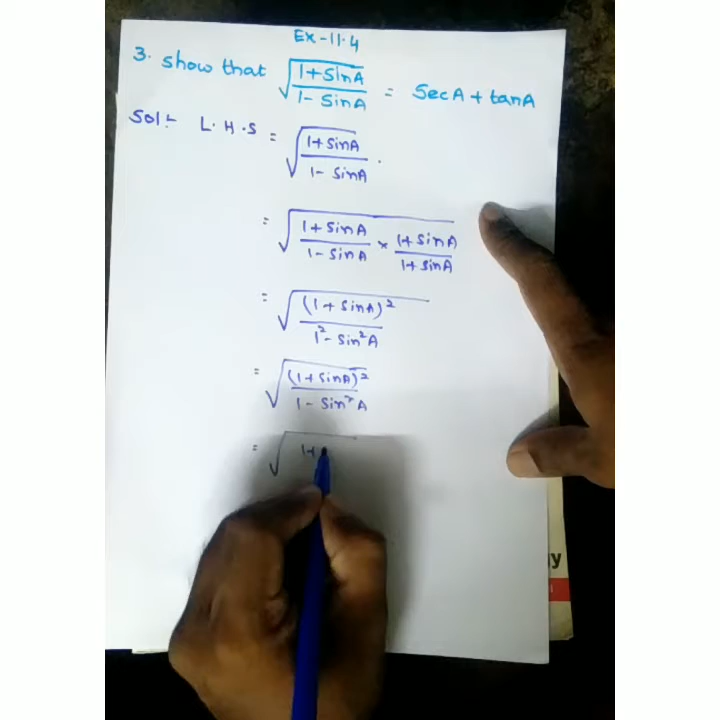 Ex-11.4
3. show that √(1+sinA / 1-sinA) = SecA + tanA
Sol:- L.H.S = √(1+sinA / 1-sinA).
= √(1+sinA / 1-sinA × 1+sinA / 1+sinA)
= √((1+sinA)² / 1²-sin²A)
= √((1+sinA)² / 1-sin²A)
= √(1+